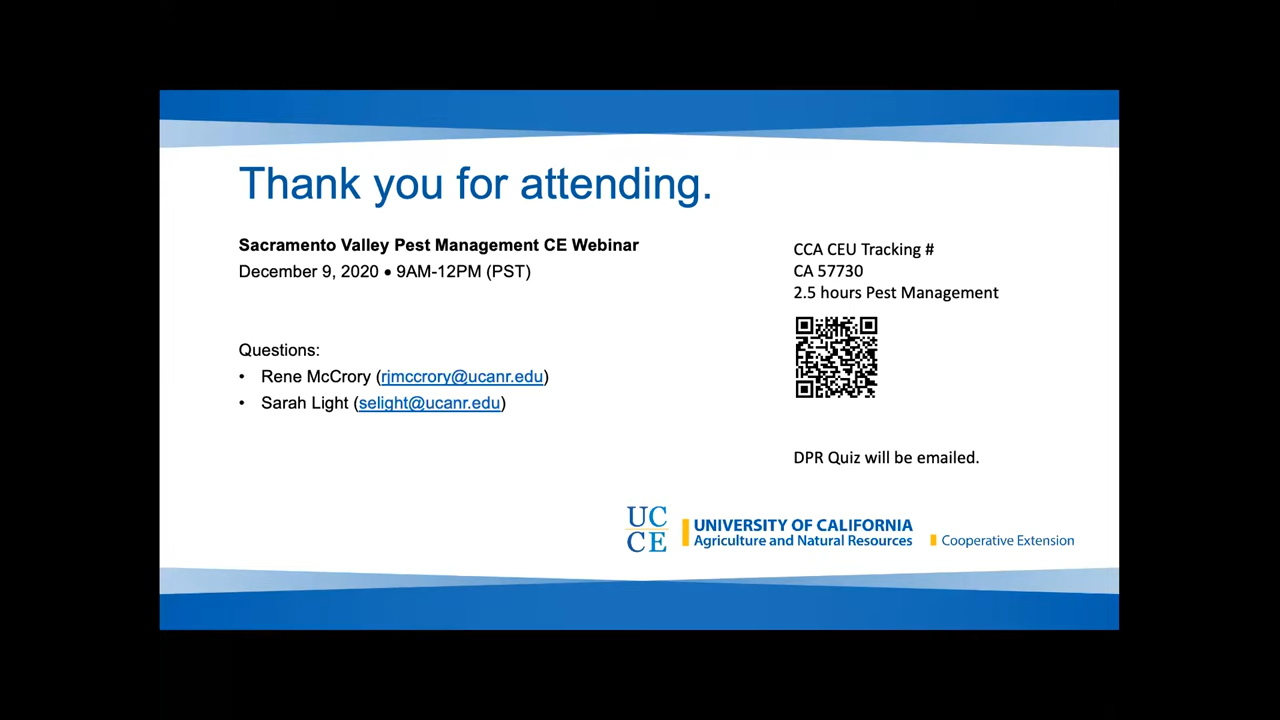 Thank you for attending.
Sacramento Valley Pest Management CE Webinar
December 9, 2020 • 9AM-12PM (PST)
Questions:
• Rene McCrory (rjmccrory@ucanr.edu)
• Sarah Light (selight@ucanr.edu)
CCA CEU Tracking #
CA 57730
2.5 hours Pest Management
DPR Quiz will be emailed.
UC
CE
UNIVERSITY OF CALIFORNIA
Agriculture and Natural Resources
Cooperative Extension